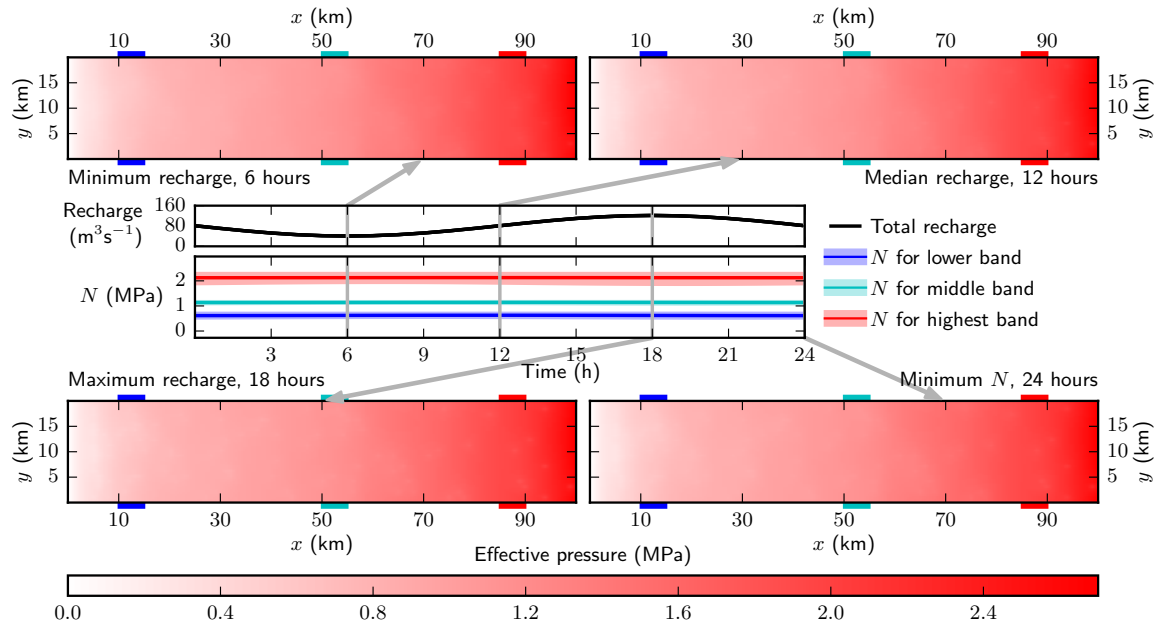 x (km) x (km)
10 30 50 70 90 10 30 50 70 90
y (km) 15 10 5 15 10 5 y (km)
Minimum recharge, 6 hours Median recharge, 12 hours
Recharge (m³s⁻¹) 160 80 0
N (MPa) 2 1 0
Total recharge
N for lower band
N for middle band
N for highest band
3 6 9 12 15 18 21 24
Time (h)
Maximum recharge, 18 hours Minimum N, 24 hours
y (km) 15 10 5 15 10 5 y (km)
10 30 50 70 90 10 30 50 70 90
x (km) x (km)
Effective pressure (MPa)
0.0 0.4 0.8 1.2 1.6 2.0 2.4